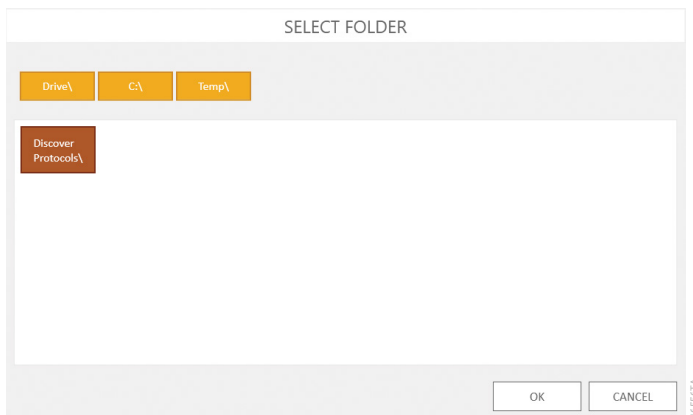 SELECT FOLDER
Drive\ C:\ Temp\
Discover
Protocols\
OK CANCEL